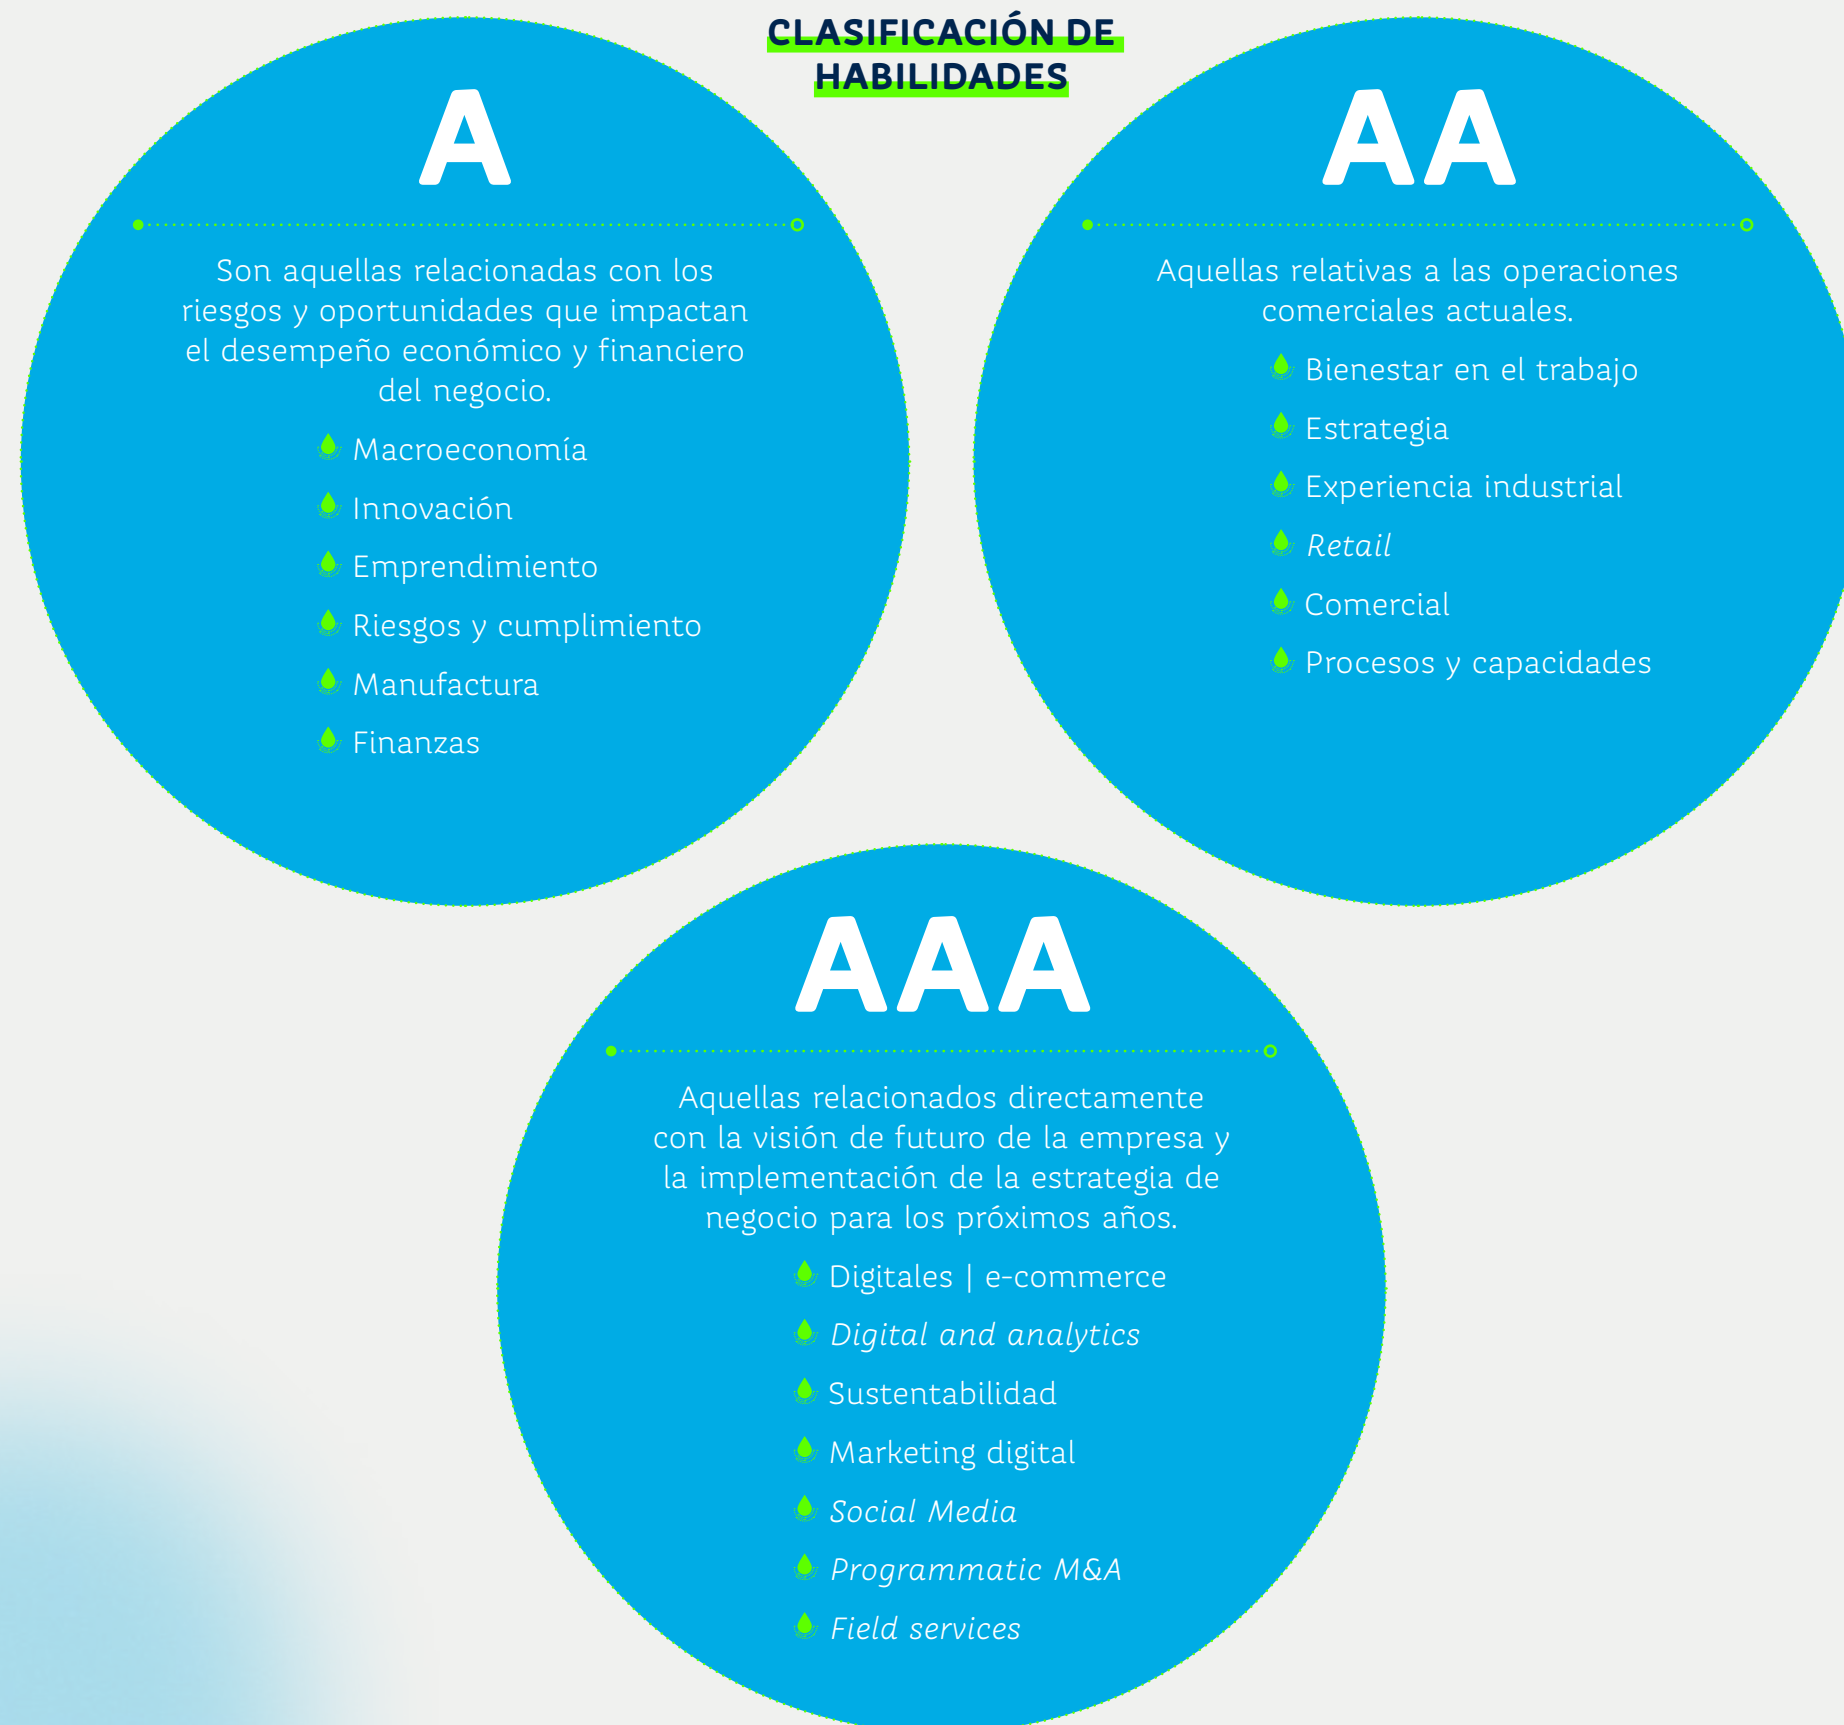 CLASIFICACIÓN DE
HABILIDADES
A
Son aquellas relacionadas con los
riesgos y oportunidades que impactan
el desempeño económico y financiero
del negocio.
Macroeconomía
Innovación
Emprendimiento
Riesgos y cumplimiento
Manufactura
Finanzas
AA
Aquellas relativas a las operaciones
comerciales actuales.
Bienestar en el trabajo
Estrategia
Experiencia industrial
Retail
Comercial
Procesos y capacidades
AAA
Aquellas relacionados directamente
con la visión de futuro de la empresa y
la implementación de la estrategia de
negocio para los próximos años.
Digitales | e-commerce
Digital and analytics
Sustentabilidad
Marketing digital
Social Media
Programmatic M&A
Field services